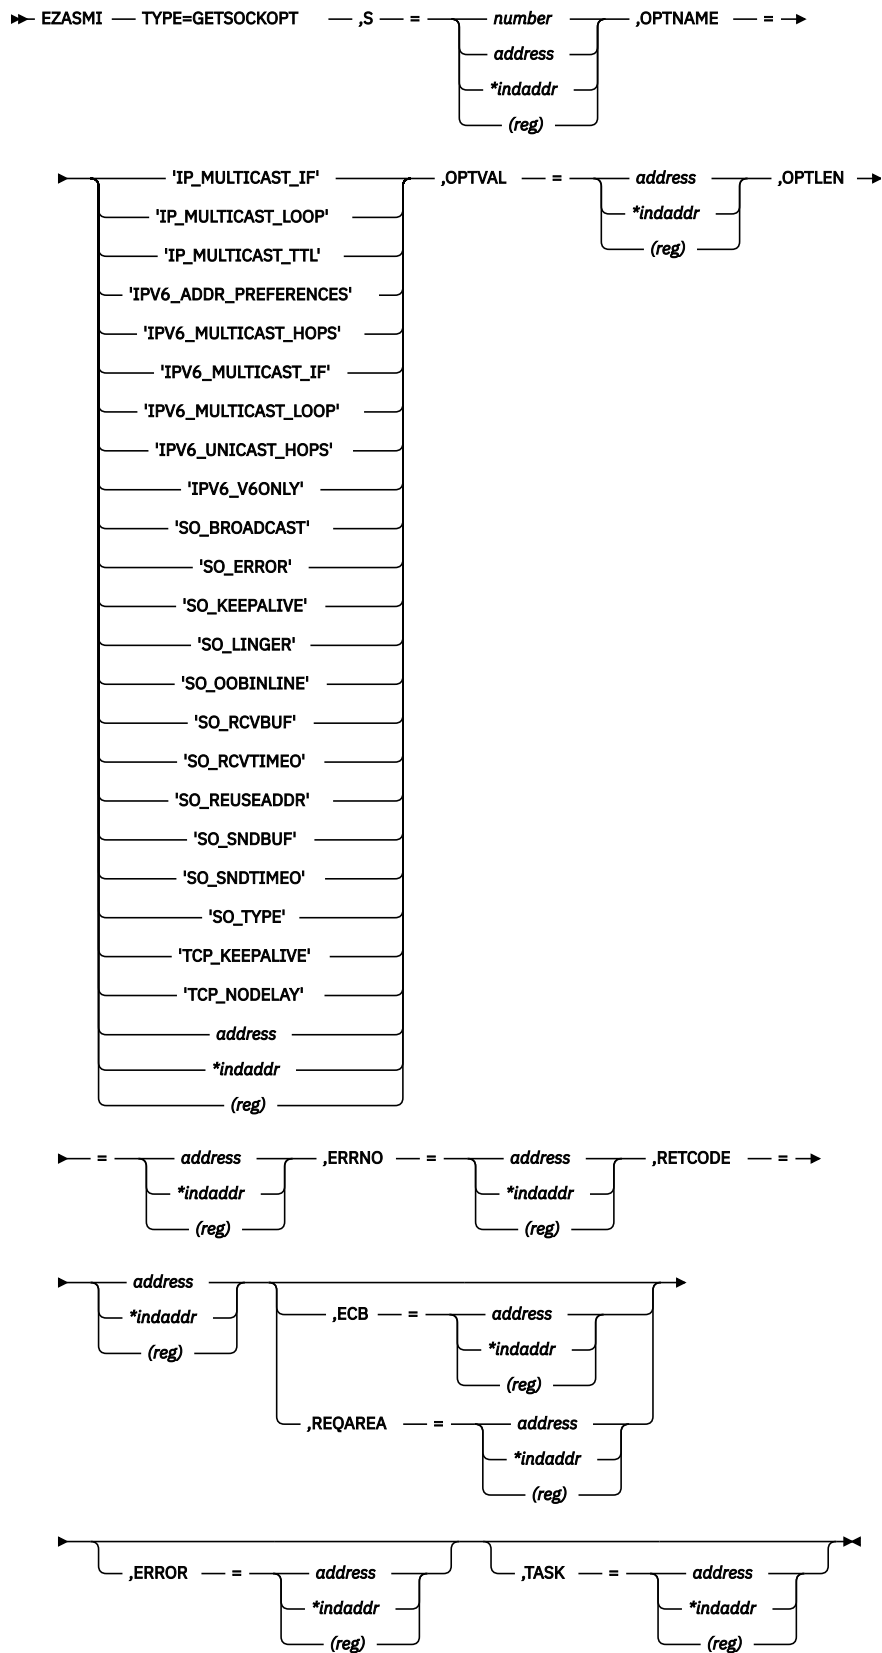 EZASMI TYPE=GETSOCKOPT ,S = number ,OPTNAME =
address
*indaddr
(reg)
'IP_MULTICAST_IF' ,OPTVAL = address ,OPTLEN
'IP_MULTICAST_LOOP' *indaddr
'IP_MULTICAST_TTL' (reg)
'IPV6_ADDR_PREFERENCES'
'IPV6_MULTICAST_HOPS'
'IPV6_MULTICAST_IF'
'IPV6_MULTICAST_LOOP'
'IPV6_UNICAST_HOPS'
'IPV6_V6ONLY'
'SO_BROADCAST'
'SO_ERROR'
'SO_KEEPALIVE'
'SO_LINGER'
'SO_OOBINLINE'
'SO_RCVBUF'
'SO_RCVTIMEO'
'SO_REUSEADDR'
'SO_SNDBUF'
'SO_SNDTIMEO'
'SO_TYPE'
'TCP_KEEPALIVE'
'TCP_NODELAY'
address
*indaddr
(reg)
= address ,ERRNO = address ,RETCODE =
*indaddr *indaddr
(reg) (reg)
address
*indaddr ,ECB = address
(reg) *indaddr
(reg)
,REQAREA = address
*indaddr
(reg)
,ERROR = address ,TASK = address
*indaddr *indaddr
(reg) (reg)